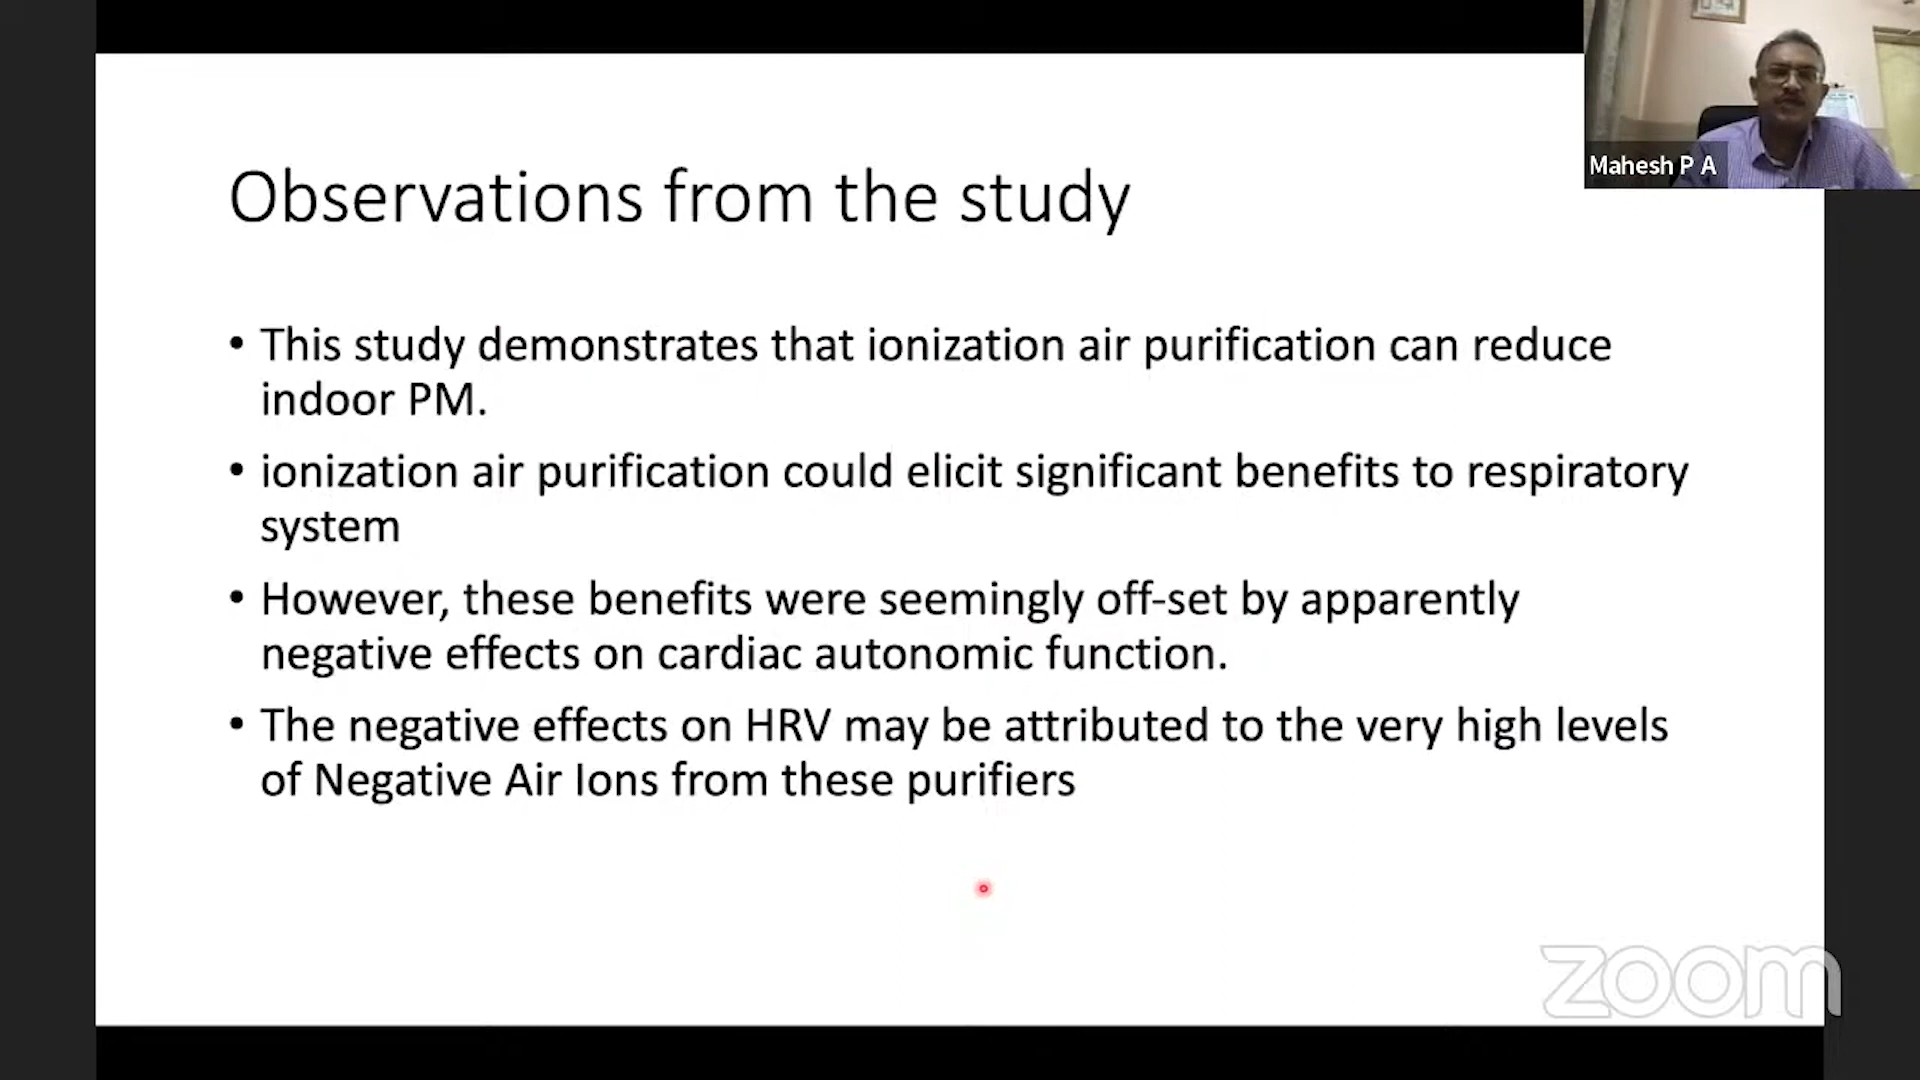 Mahesh P A
Observations from the study
• This study demonstrates that ionization air purification can reduce
indoor PM.
• ionization air purification could elicit significant benefits to respiratory
system
• However, these benefits were seemingly off-set by apparently
negative effects on cardiac autonomic function.
• The negative effects on HRV may be attributed to the very high levels
of Negative Air Ions from these purifiers
zoom